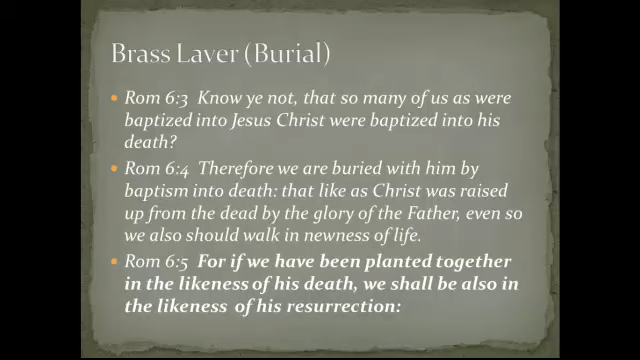 Brass Laver (Burial)
• Rom 6:3 Know ye not, that so many of us as were
baptized into Jesus Christ were baptized into his
death?
• Rom 6:4 Therefore we are buried with him by
baptism into death: that like as Christ was raised
up from the dead by the glory of the Father, even so
we also should walk in newness of life.
• Rom 6:5 For if we have been planted together
in the likeness of his death, we shall be also in
the likeness of his resurrection: